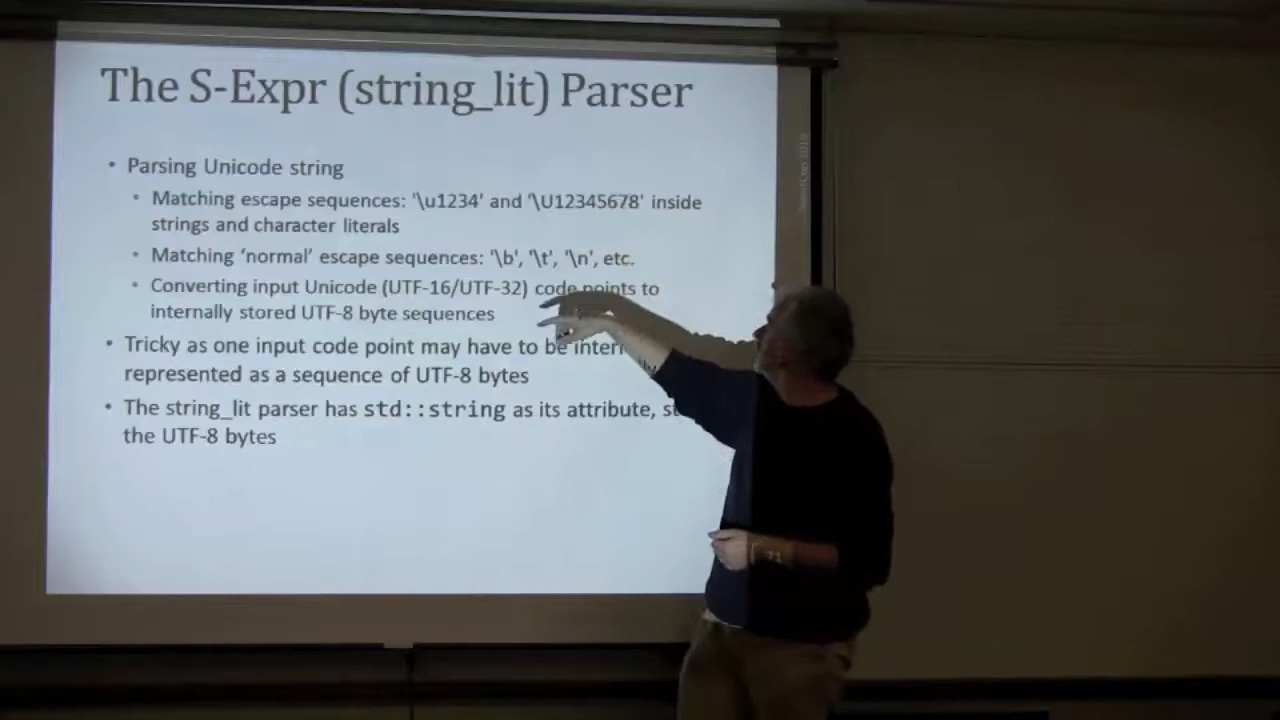 The S-Expr (string_lit) Parser
• Parsing Unicode string
• Matching escape sequences: '\u1234' and '\U12345678' inside
strings and character literals
• Matching ‘normal’ escape sequences: '\b', '\t', '\n', etc.
• Converting input Unicode (UTF-16/UTF-32) code points to
internally stored UTF-8 byte sequences
• Tricky as one input code point may have to be
represented as a sequence of UTF-8 bytes
• The string_lit parser has std::string as its attribute,
the UTF-8 bytes
71